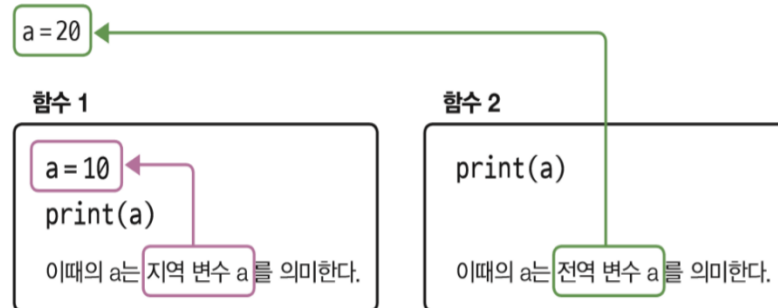 a=20
함수 1
a=10
print(a)
이때의 a는 지역 변수 a를 의미한다.
함수 2
print(a)
이때의 a는 전역 변수 a를 의미한다.